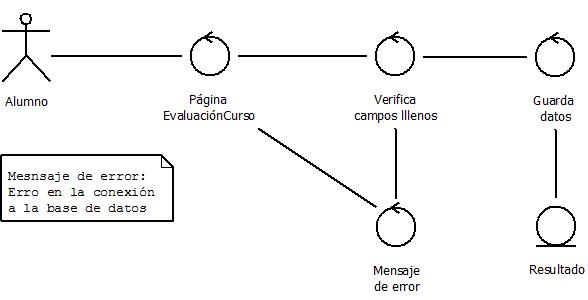 Alumno
Página
EvaluaciónCurso
Verifica
campos lllenos
Guarda
datos
Mesnsaje de error:
Erro en la conexión
a la base de datos
Mensaje
de error
Resultado